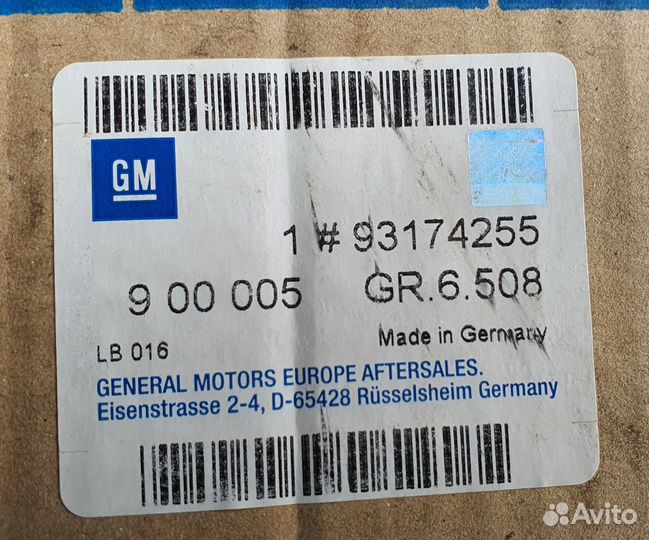 GM
1 # 93174255
9 00 005 GR.6.508
LB 016 Made in Germany
GENERAL MOTORS EUROPE AFTERSALES.
Eisenstrasse 2-4, D-65428 Rüsselsheim Germany
Avito